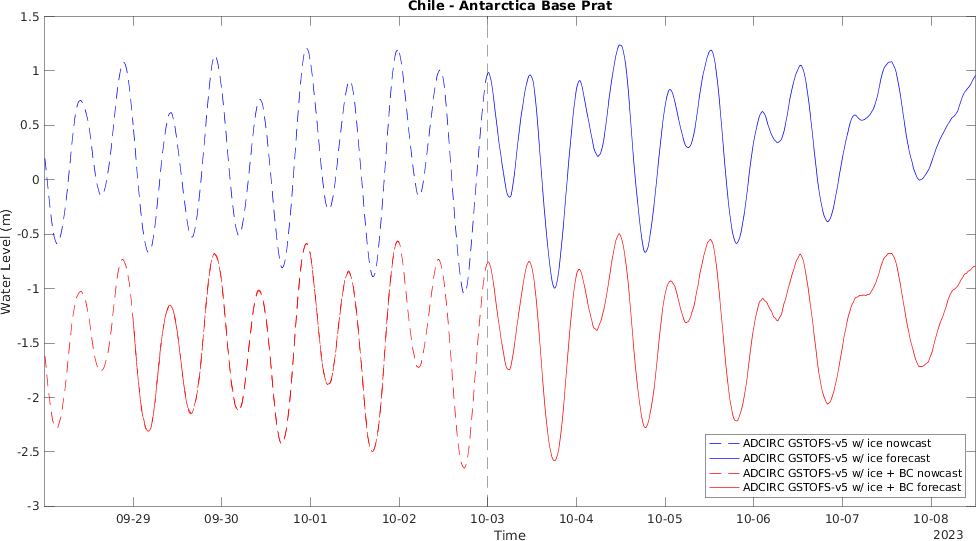 Chile - Antarctica Base Prat
1.5
1
0.5
0
-0.5
-1
-1.5
-2
-2.5
-3
Water Level (m)
ADCIRC GSTOFS-v5 w/ ice nowcast
ADCIRC GSTOFS-v5 w/ ice forecast
ADCIRC GSTOFS-v5 w/ ice + BC nowcast
ADCIRC GSTOFS-v5 w/ ice + BC forecast
09-29 09-30 10-01 10-02 10-03 10-04 10-05 10-06 10-07 10-08
Time
2023